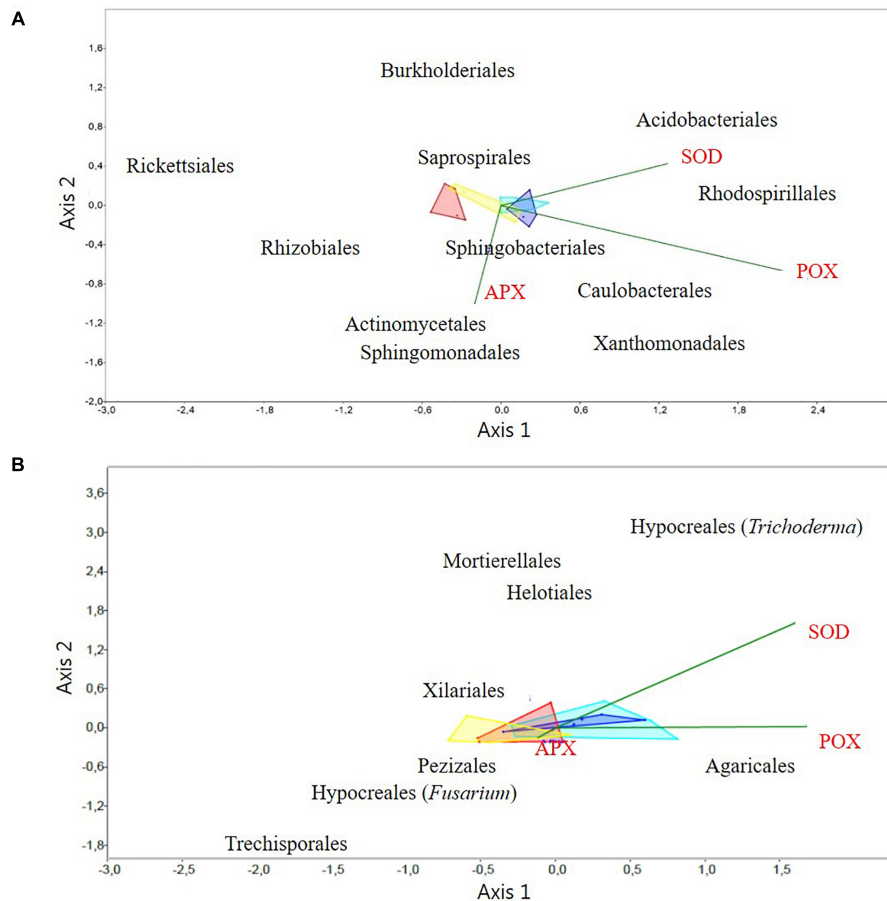 A
1,6
1,2
0,8
0,4
0,0
-0,4
-0,8
-1,2
-1,6
-2,0
Axis 2
Burkholderiales
Acidobacteriales
Saprospirales
SOD
Rickettsiales
Rhodospirillales
Rhizobiales
Sphingobacteriales
POX
APX
Caulobacterales
Actinomycetales
Xanthomonadales
Sphingomonadales
-3,0 -2,4 -1,8 -1,2 -0,6 0,0 0,6 1,2 1,8 2,4
Axis 1
B
3,6
3,0
2,4
1,8
1,2
0,6
0,0
-0,6
-1,2
-1,8
Axis 2
Hypocreales (Trichoderma)
Mortierellales
Helotiales
SOD
Xilariales
POX
APX
Pezizales
Agaricales
Hypocreales (Fusarium)
Trechisporales
-3,0 -2,5 -2,0 -1,5 -1,0 -0,5 0,0 0,5 1,0 1,5
Axis 1